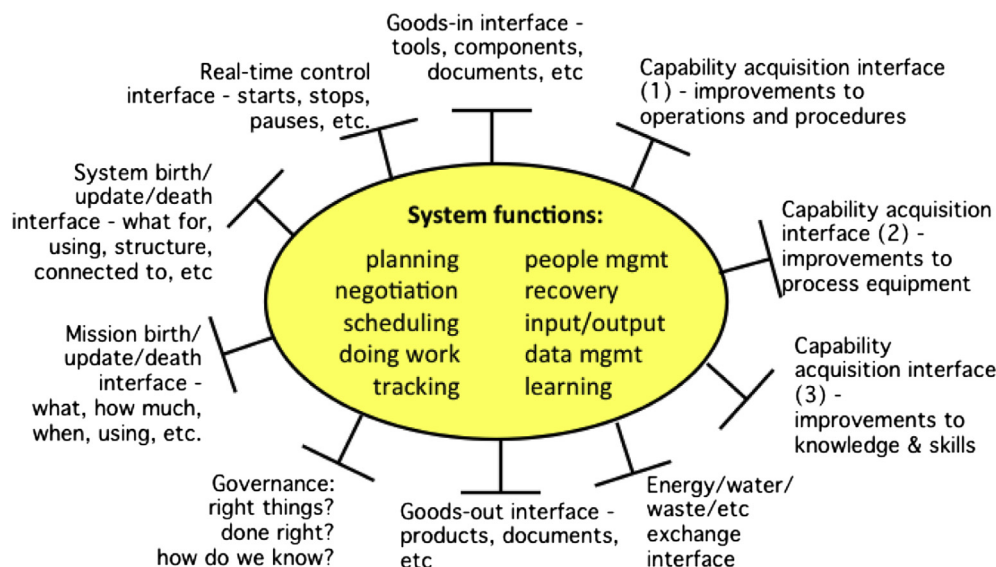 Goods-in interface -
tools, components,
documents, etc
Real-time control
interface - starts, stops,
pauses, etc.
Capability acquisition interface
(1) - improvements to
operations and procedures
System birth/
update/death
interface - what for,
using, structure,
connected to, etc
System functions:
planning
negotiation
scheduling
doing work
tracking
people mgmt
recovery
input/output
data mgmt
learning
Capability acquisition
interface (2) -
improvements to
process equipment
Mission birth/
update/death
interface -
what, how much,
when, using, etc.
Capability
acquisition interface
(3) -
improvements to
knowledge & skills
Governance:
right things?
done right?
how do we know?
Goods-out interface -
products, documents,
etc
Energy/water/
waste/etc
exchange
interface